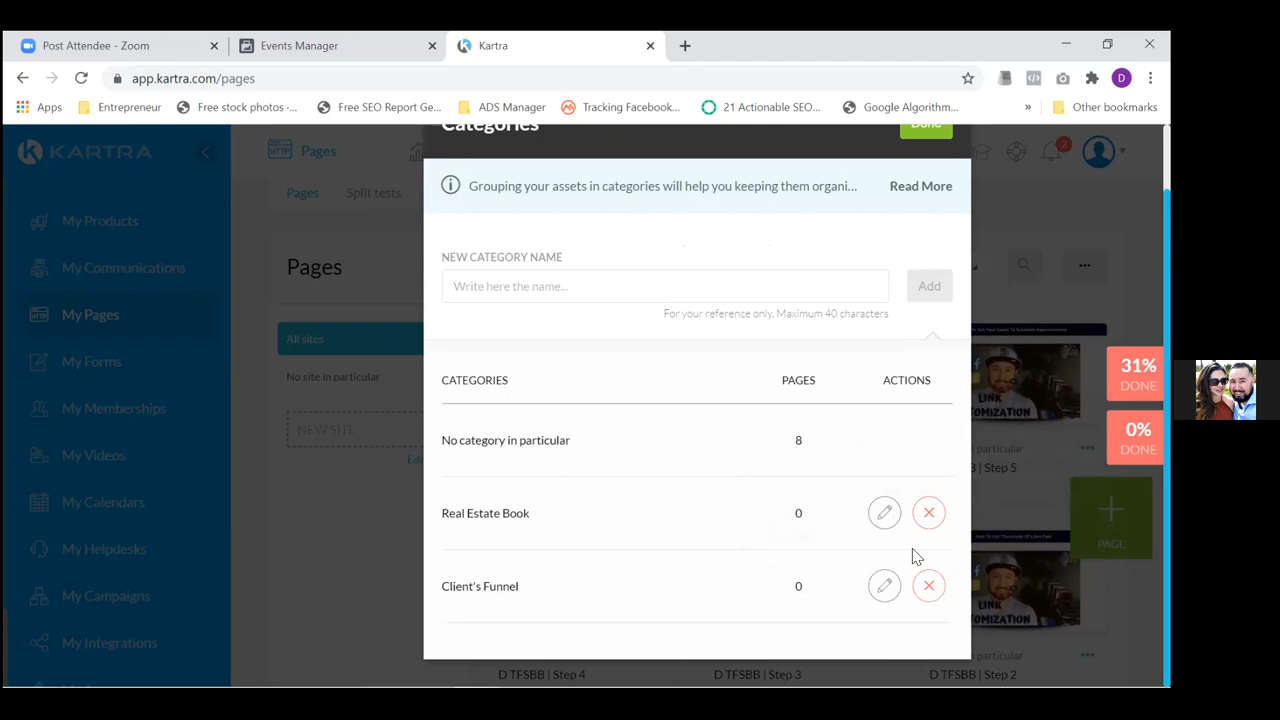 Post Attendee - Zoom
Events Manager
Kartra
app.kartra.com/pages
D
Apps
Entrepreneur
Free stock photos -...
Free SEO Report Ge...
ADS Manager
Tracking Facebook...
21 Actionable SEO...
Google Algorithm...
»
Other bookmarks
KARTRA
Pages
Categories
Done
2
Pages
Split tests
Grouping your assets in categories will help you keeping them organi...
Read More
My Products
My Communications
My Pages
My Forms
My Memberships
My Videos
My Calendars
My Helpdesks
My Campaigns
My Integrations
Pages
All sites
No site in particular
NEW SITE
NEW CATEGORY NAME
Write here the name...
Add
For your reference only. Maximum 40 characters
CATEGORIES
PAGES
ACTIONS
No category in particular
8
Real Estate Book
0
Client's Funnel
0
31%
DONE
0%
DONE
PAGE
LINK
particular
B | Step 5
LINK
particular
D TFSBB | Step 4
D TFSBB | Step 3
D TFSBB | Step 2